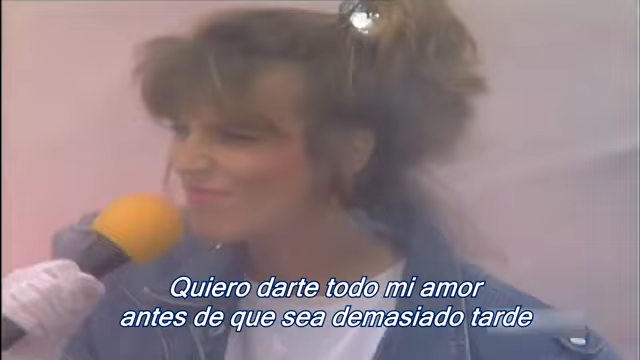 Quiero darte todo mi amor
antes de que sea demasiado tarde